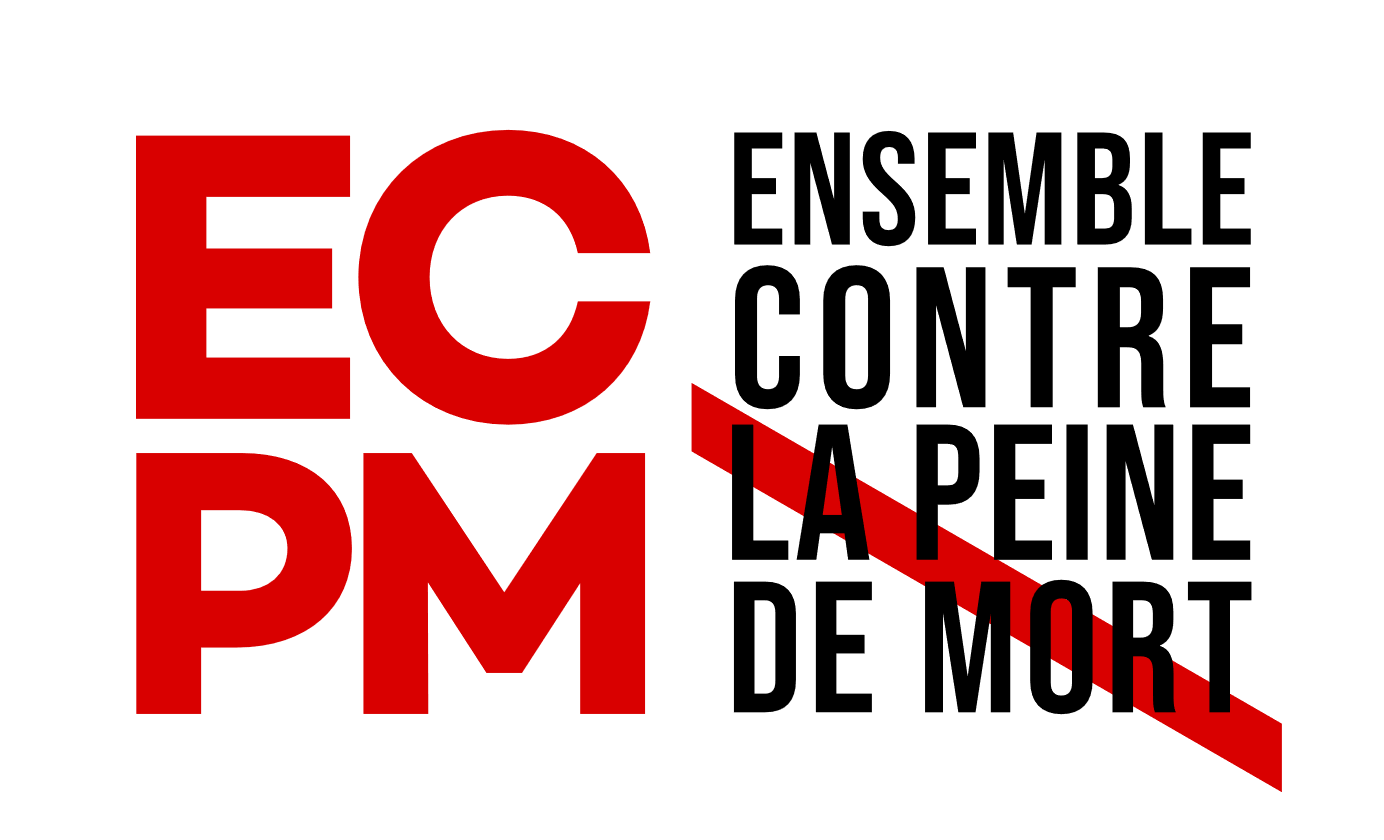 EC
PM
ENSEMBLE
CONTRE
LA PEINE
DE MORT